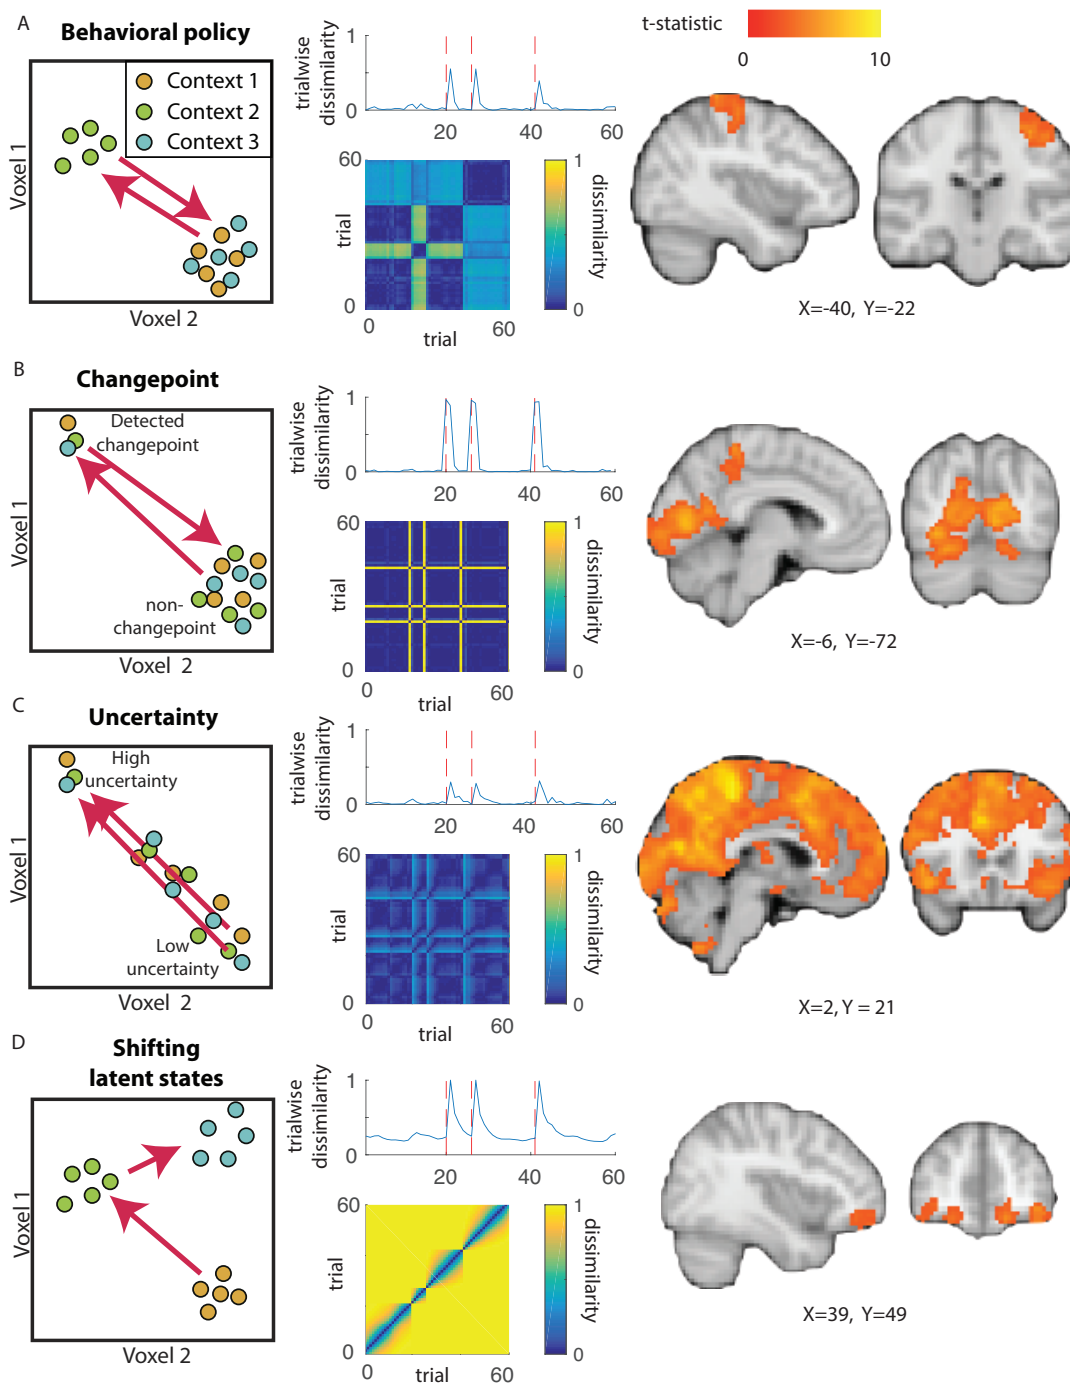 A
Behavioral policy
Context 1
Context 2
Context 3
Voxel 1
Voxel 2
trialwise
dissimilarity
1
0
20
40
60
60
trial
0
0
60
trial
1
0
dissimilarity
t-statistic
0
10
X=-40, Y=-22
B
Changepoint
Detected
changepoint
non-
changepoint
Voxel 1
Voxel 2
trialwise
dissimilarity
1
0
20
40
60
60
trial
0
0
60
trial
1
0
dissimilarity
X=-6, Y=-72
C
Uncertainty
High
uncertainty
Low
uncertainty
Voxel 1
Voxel 2
trialwise
dissimilarity
1
0
20
40
60
60
trial
0
0
60
trial
1
0
dissimilarity
X=2, Y = 21
D
Shifting
latent states
Voxel 1
Voxel 2
trialwise
dissimilarity
1
0
20
40
60
60
trial
0
0
60
trial
1
0
dissimilarity
X=39, Y=49